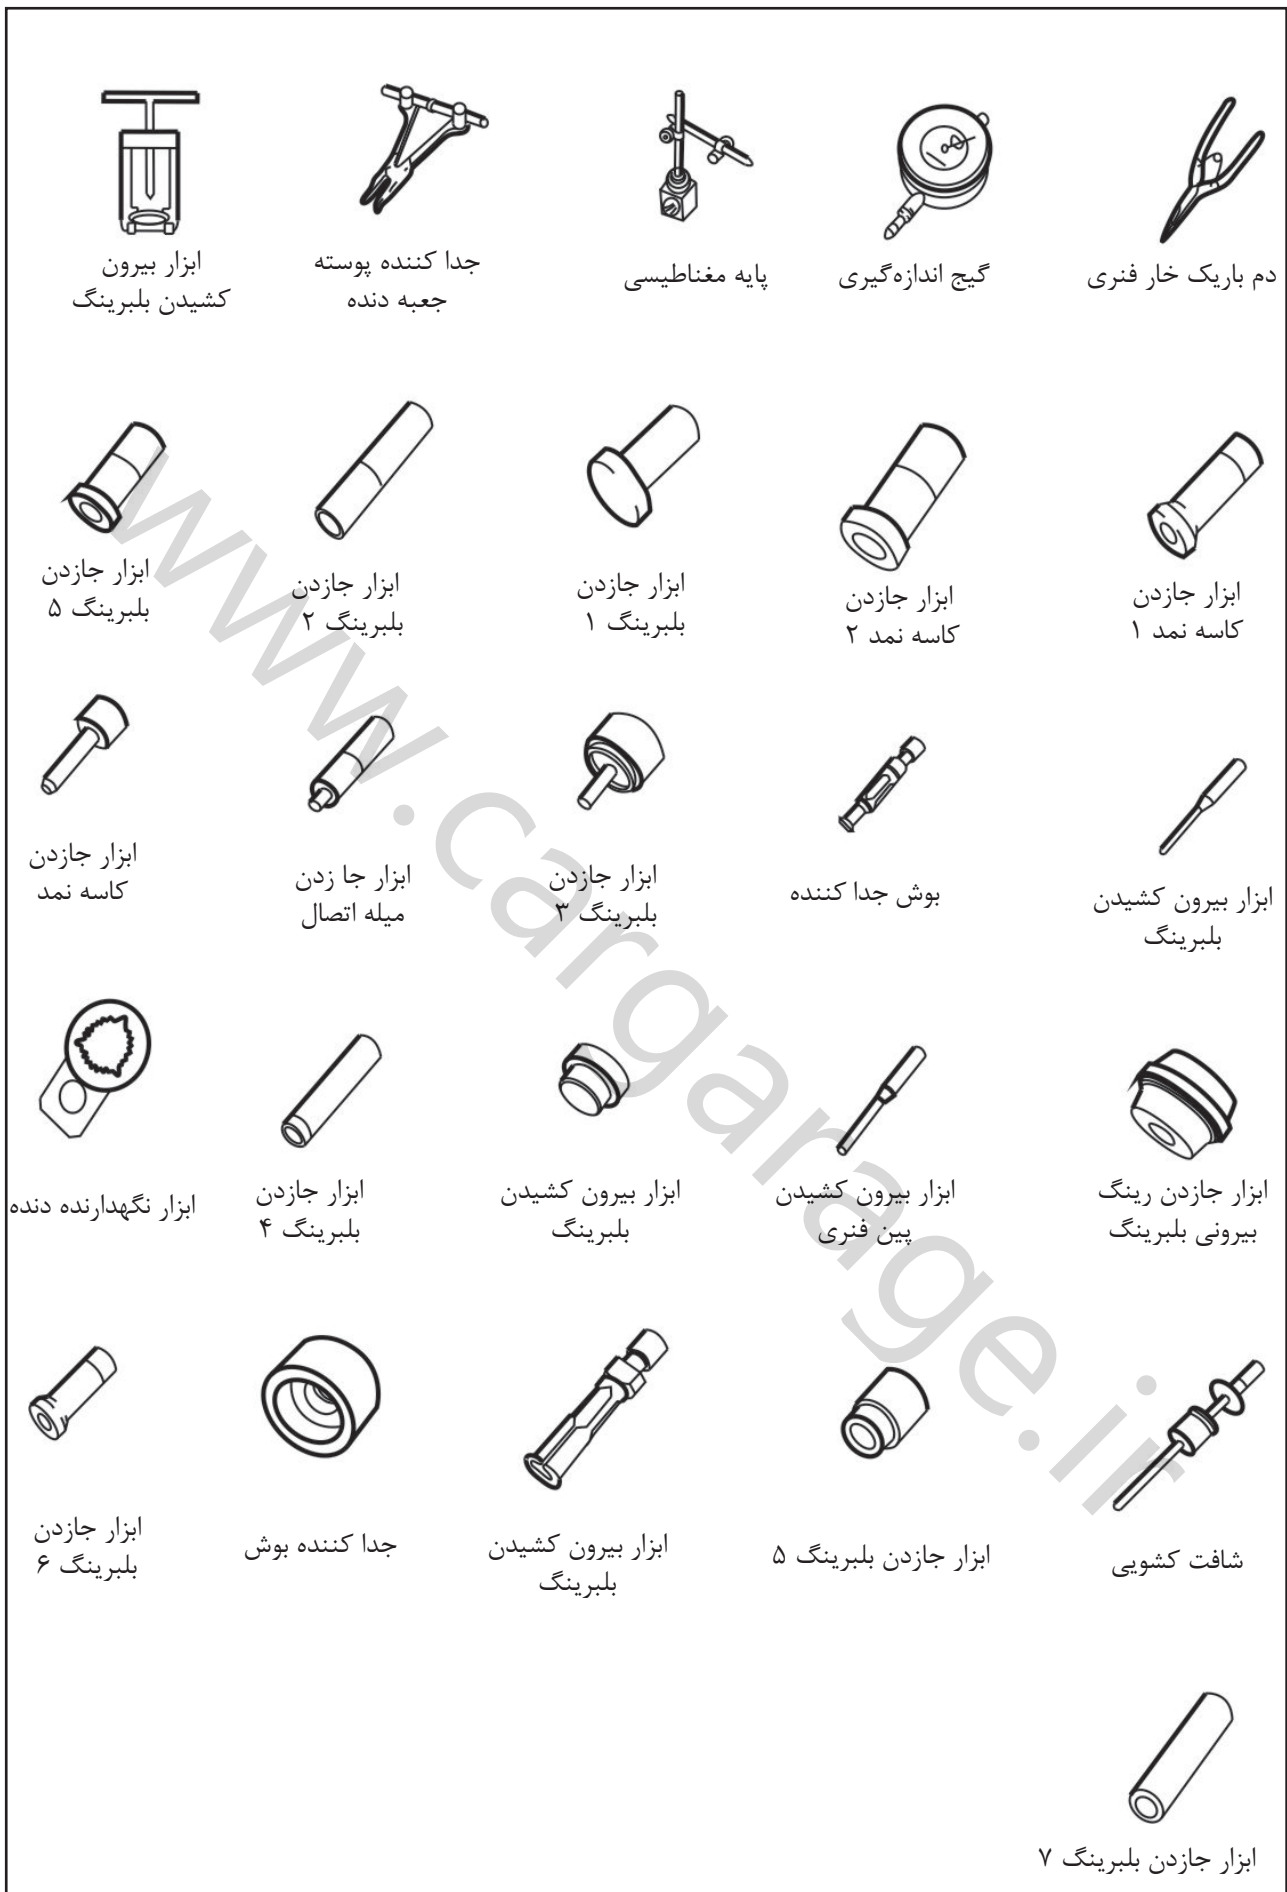 دم باریک خار فنری
گیج اندازه‌گیری
پایه مغناطیسی
جدا کننده پوسته
جعبه دنده
ابزار بیرون
کشیدن بلبرینگ
ابزار جازدن
کاسه نمد ۱
ابزار جازدن
کاسه نمد ۲
ابزار جازدن
بلبرینگ ۱
ابزار جازدن
بلبرینگ ۲
ابزار جازدن
بلبرینگ ۵
ابزار بیرون کشیدن
بلبرینگ
بوش جدا کننده
ابزار جازدن
بلبرینگ ۳
ابزار جا زدن
میله اتصال
ابزار جازدن
کاسه نمد
ابزار جازدن رینگ
بیرونی بلبرینگ
ابزار بیرون کشیدن
پین فنری
ابزار بیرون کشیدن
بلبرینگ
ابزار جازدن
بلبرینگ ۴
ابزار نگهدارنده دنده
شافت کشویی
ابزار جازدن بلبرینگ ۵
ابزار بیرون کشیدن
بلبرینگ
جدا کننده بوش
ابزار جازدن
بلبرینگ ۶
ابزار جازدن بلبرینگ ۷
www.cargarage.ir